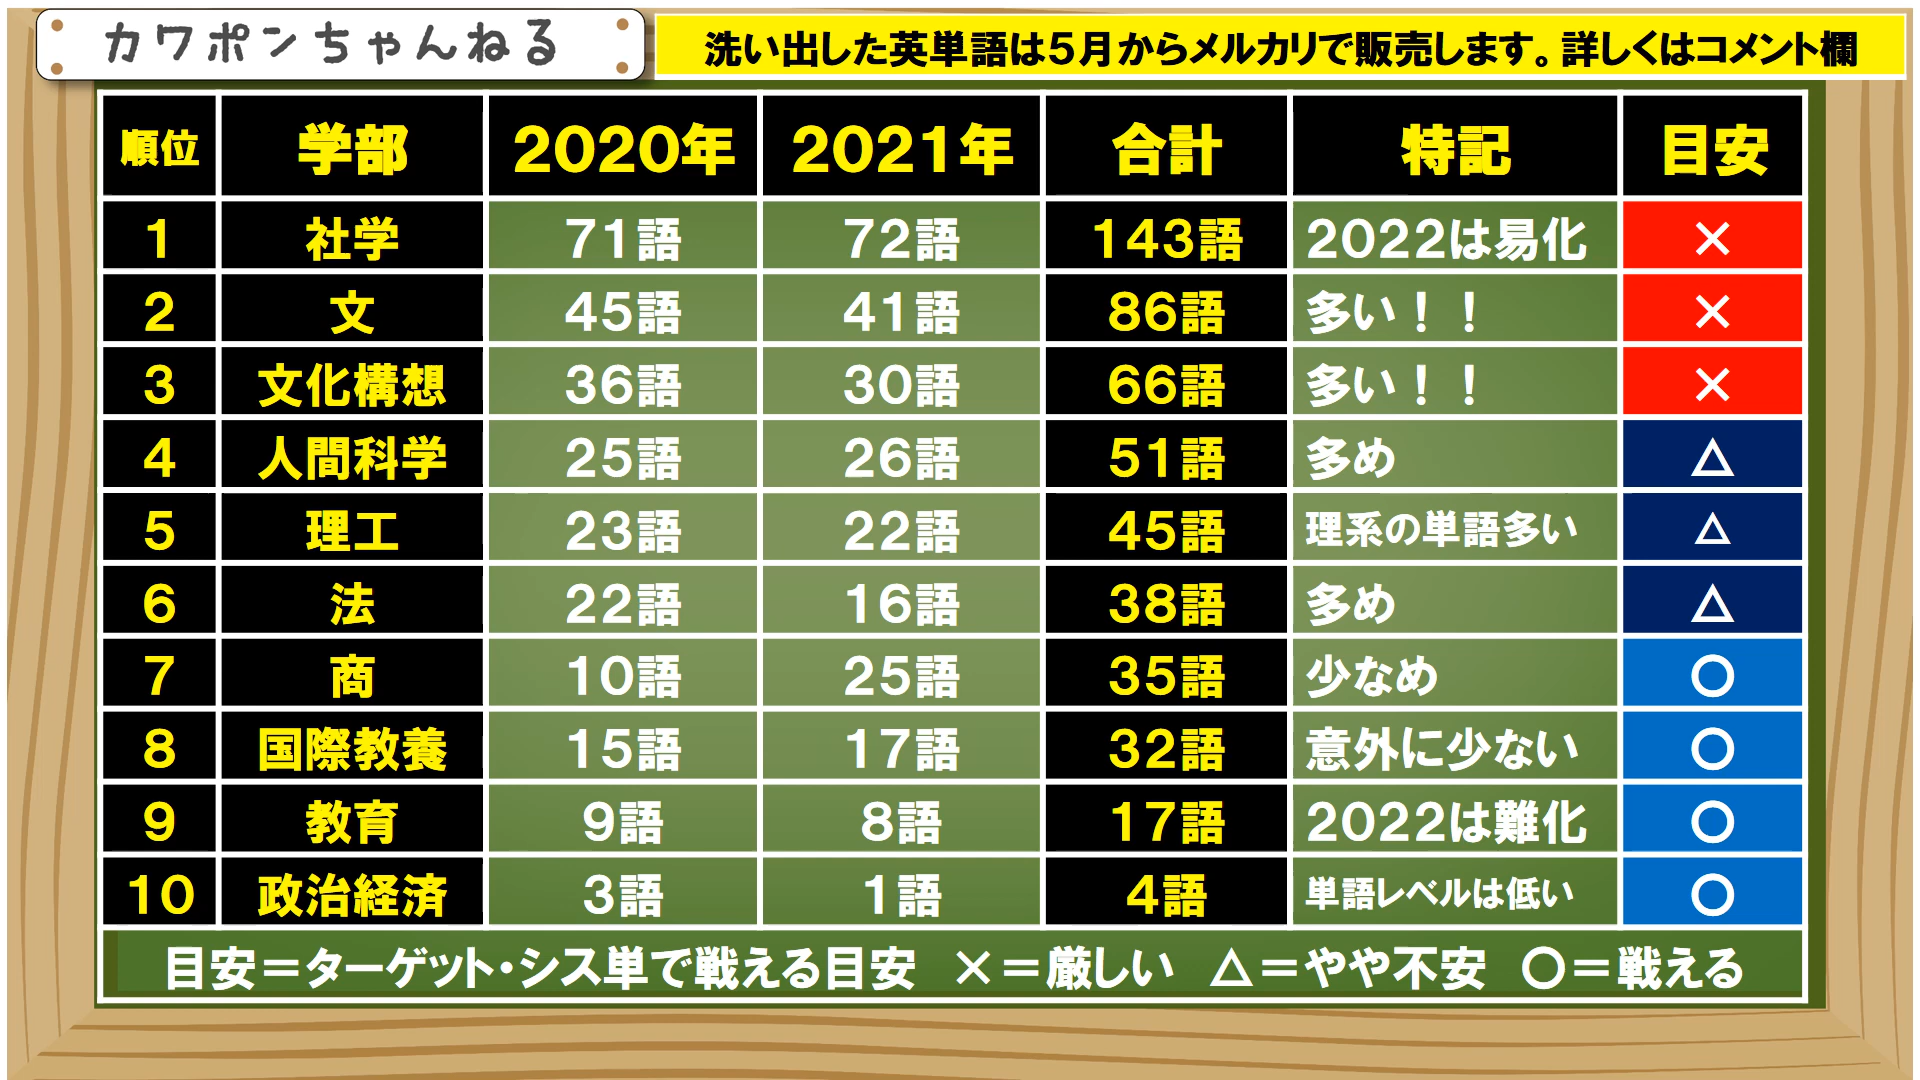 カワポンちゃんねる
洗い出した英単語は５月からメルカリで販売します。詳しくはコメント欄
順位 学部 2020年 2021年 合計 特記 目安
1 社学 71語 72語 143語 2022は易化 ×
2 文 45語 41語 86語 多い！！ ×
3 文化構想 36語 30語 66語 多い！！ ×
4 人間科学 25語 26語 51語 多め △
5 理工 23語 22語 45語 理系の単語多い △
6 法 22語 16語 38語 多め △
7 商 10語 25語 35語 少なめ 〇
8 国際教養 15語 17語 32語 意外に少ない 〇
9 教育 9語 8語 17語 2022は難化 〇
10 政治経済 3語 1語 4語 単語レベルは低い 〇
目安＝ターゲット・シス単で戦える目安　×＝厳しい　△＝やや不安　〇＝戦える